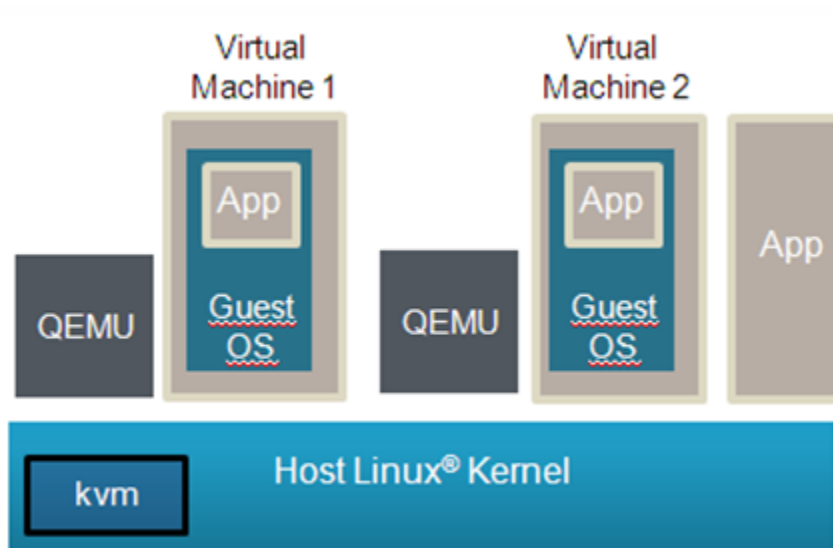 Virtual
Machine 1
Virtual
Machine 2
App
App
App
QEMU
Guest
OS
QEMU
Guest
OS
kvm
Host Linux® Kernel